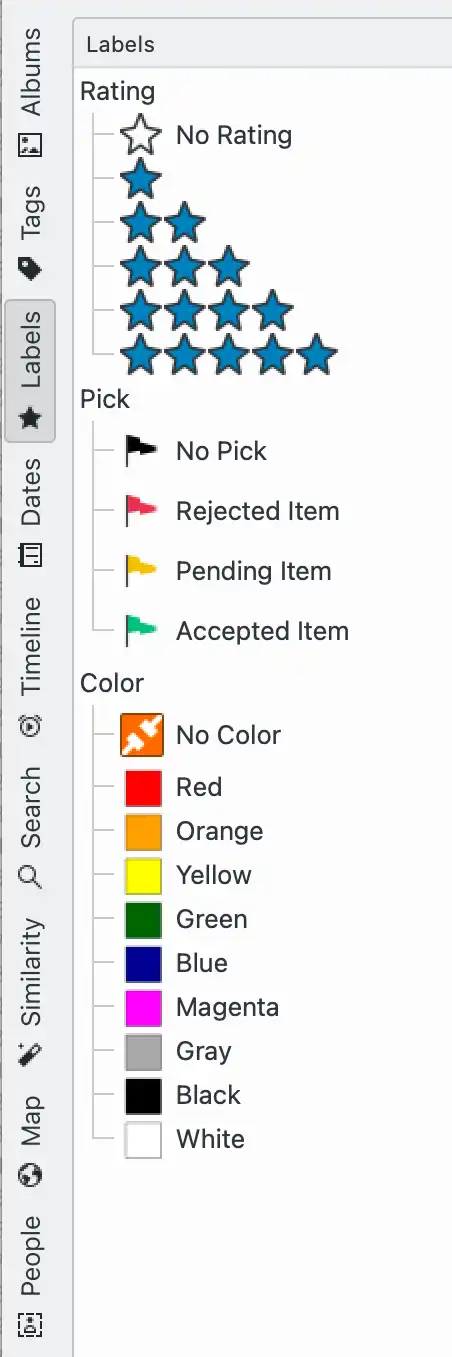 Albums
Tags
Labels
Dates
Timeline
Search
Similarity
Map
People
Labels
Rating
No Rating
Pick
No Pick
Rejected Item
Pending Item
Accepted Item
Color
No Color
Red
Orange
Yellow
Green
Blue
Magenta
Gray
Black
White